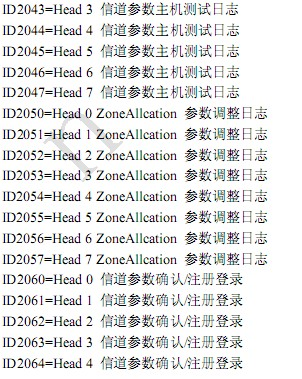 ID2043=Head 3 信道参数主机测试日志
ID2044=Head 4 信道参数主机测试日志
ID2045=Head 5 信道参数主机测试日志
ID2046=Head 6 信道参数主机测试日志
ID2047=Head 7 信道参数主机测试日志
ID2050=Head 0 ZoneAllcation 参数调整日志
ID2051=Head 1 ZoneAllcation 参数调整日志
ID2052=Head 2 ZoneAllcation 参数调整日志
ID2053=Head 3 ZoneAllcation 参数调整日志
ID2054=Head 4 ZoneAllcation 参数调整日志
ID2055=Head 5 ZoneAllcation 参数调整日志
ID2056=Head 6 ZoneAllcation 参数调整日志
ID2057=Head 7 ZoneAllcation 参数调整日志
ID2060=Head 0 信道参数确认/注册登录
ID2061=Head 1 信道参数确认/注册登录
ID2062=Head 2 信道参数确认/注册登录
ID2063=Head 3 信道参数确认/注册登录
ID2064=Head 4 信道参数确认/注册登录